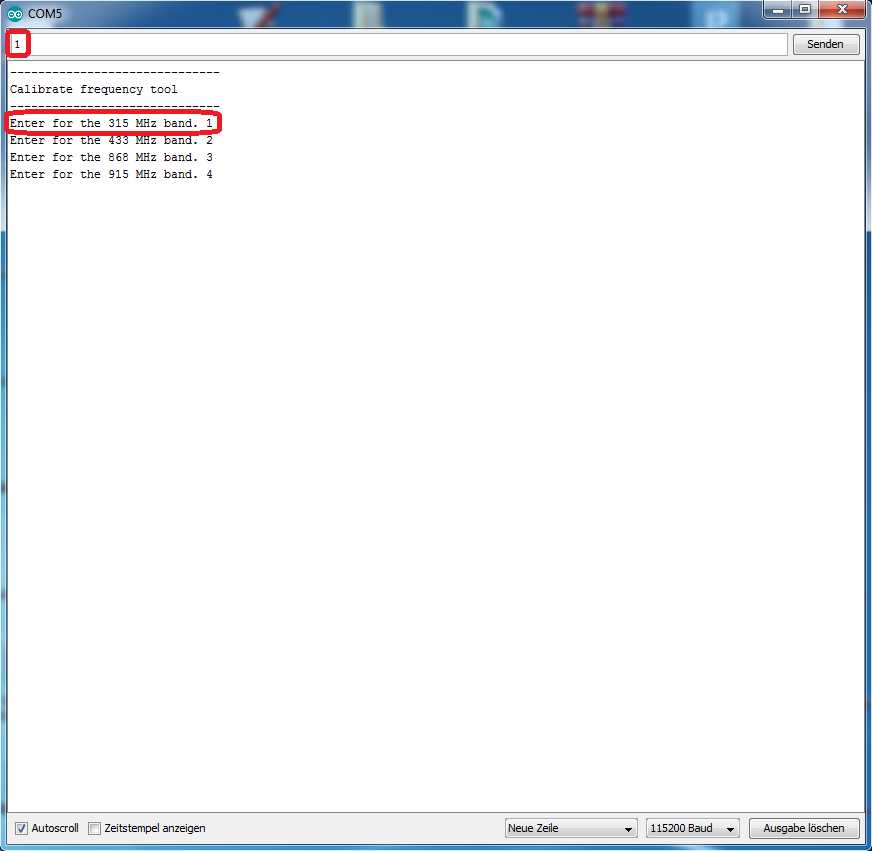 COM5
1
Senden
------------------------------
Calibrate frequency tool
------------------------------
Enter for the 315 MHz band. 1
Enter for the 433 MHz band. 2
Enter for the 868 MHz band. 3
Enter for the 915 MHz band. 4
Autoscroll Zeitstempel anzeigen Neue Zeile 115200 Baud Ausgabe löschen